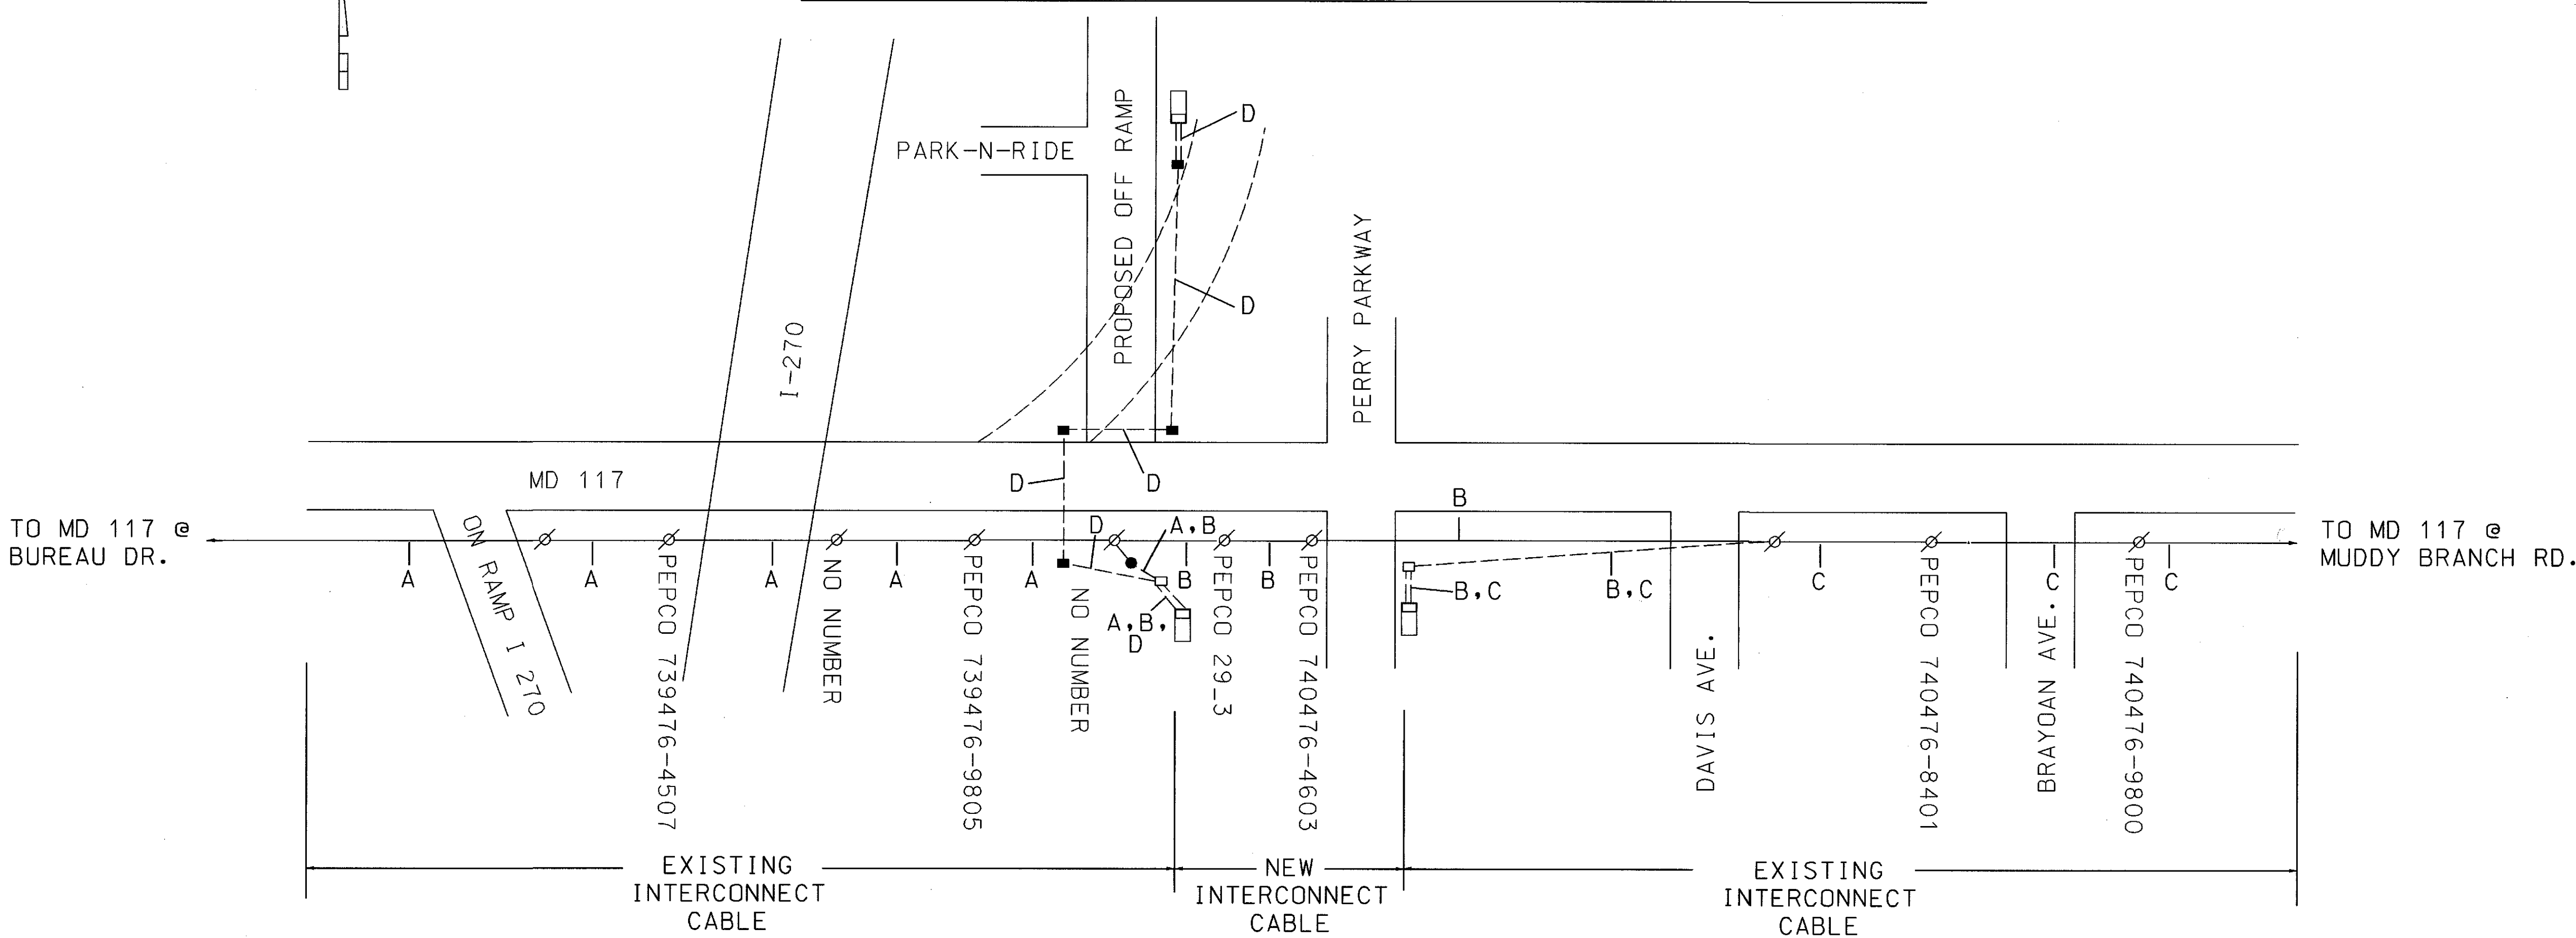 D
PARK-N-RIDE
PROPOSED OFF RAMP
D
PERRY PARKWAY
I-270
MD 117
D
D
B
TO MD 117 @
BUREAU DR.
ON RAMP I 270
D
A,B
TO MD 117 @
MUDDY BRANCH RD.
A
A
A
A
A
B
B
B,C
B,C
C
C
C
A,B,
D
PEPCO 739476-4507
NO NUMBER
PEPCO 739476-9805
NO NUMBER
PEPCO 29_3
PEPCO 740476-4603
DAVIS AVE.
PEPCO 740476-8401
BRAYOAN AVE.
PEPCO 740476-9800
EXISTING
INTERCONNECT
CABLE
NEW
INTERCONNECT
CABLE
EXISTING
INTERCONNECT
CABLE